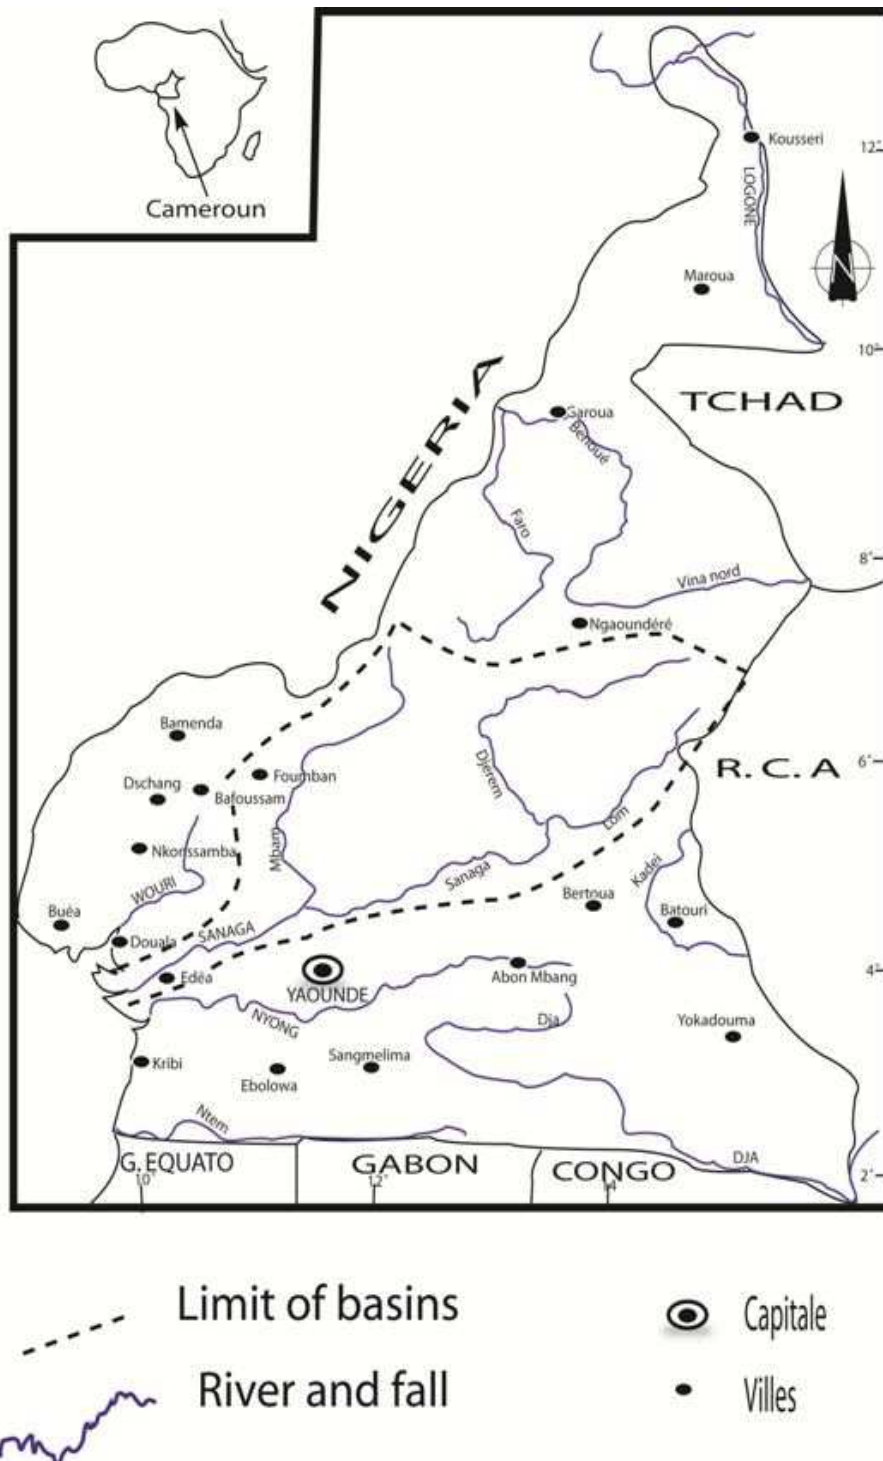 Cameroun
Kousseri
12°
LOGONE
N
Maroua
10°
TCHAD
NIGERIA
Garoua
Benoué
Faro
8°
Vina nord
Ngaoundéré
Bamenda
6°
R.C.A
Foumban
Dschang
Bafoussam
Djerem
Lom
Mbam
Nkonssamba
Sanaga
Kadei
WOURI
Bertoua
Batouri
Buéa
SANAGA
Douala
4°
Edéa
Abon Mbang
YAOUNDE
NYONG
Dja
Yokadouma
Kribi
Sangmelima
Ebolowa
Ntem
DJA
G.EQUATO
GABON
CONGO
10°
12°
14
2°
Limit of basins
Capitale
River and fall
Villes